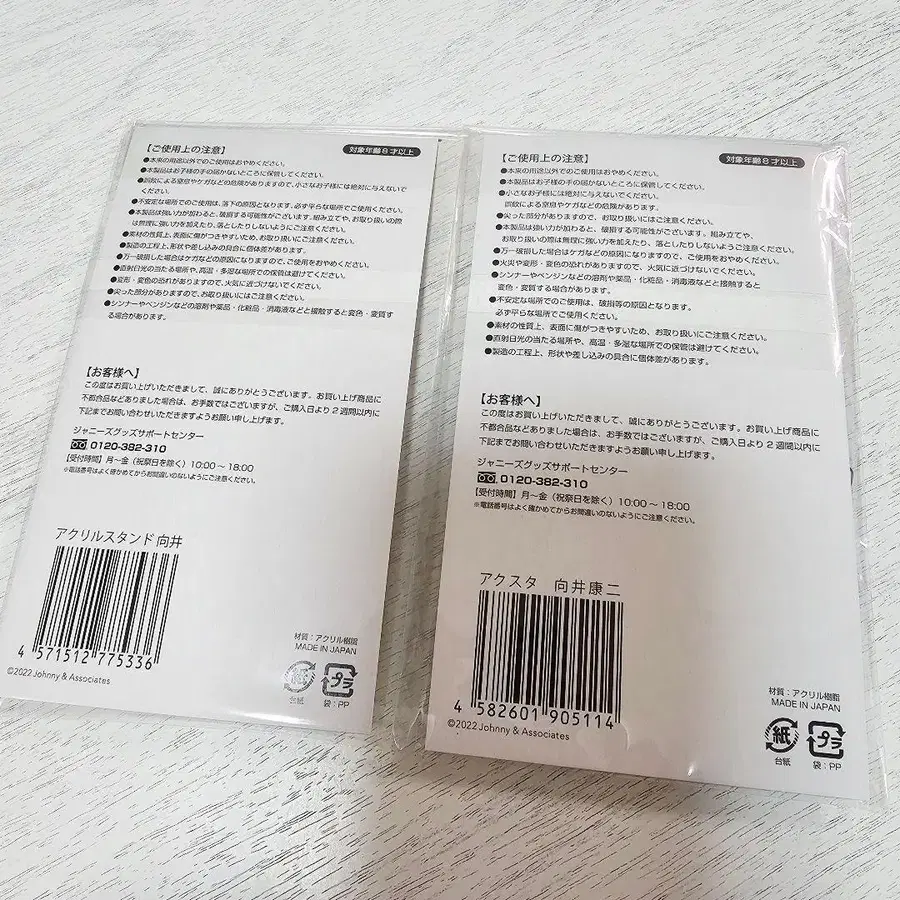 【ご使用上の注意】
対象年齢8才以上
●本来の用途以外でのご使用はおやめください。
●本製品はお子様の手の届かないところに保管してください。
●誤飲による窒息やケガなどの危険がありますので、小さなお子様には絶対に与えないで
ください。
●不安定な場所でのご使用は、落下の原因となります。必ず平らな場所でご使用ください。
●本製品は強い力が加わると、破損する可能性がございます。組み立てや、お取り扱いの際
は無理に強い力を加えたり、落としたりしないようにご注意ください。
●素材の性質上、表面に傷がつきやすいため、お取り扱いにご注意ください。
●製造の工程上、形状や差し込みの具合に個体差があります。
●万一破損した場合はケガなどの原因になりますので、ご使用をおやめください。
●直射日光の当たる場所や、高温・多湿な場所での保管は避けてください。
●変形・変色の恐れがありますので、火気に近づけないでください。
●尖った部分がありますので、お取り扱いにはご注意ください。
●シンナーやベンジンなどの溶剤や薬品・化粧品・消毒液などと接触すると変色・変質す
る場合があります。
【お客様へ】
この度はお買い上げいただきまして、誠にありがとうございます。お買い上げ商品に
不都合品などありました場合は、お手数ではございますが、ご購入日より2週間以内に
下記までお問い合わせいただきますようお願い申し上げます。
ジャニーズグッズサポートセンター
0120-382-310
【受付時間】月〜金(祝祭日を除く)10:00〜18:00
※電話番号はよく確かめてからお間違いのないようにご注意ください。
アクリルスタンド 向井
4 571512 775336
©2022 Johnny & Associates
材質:アクリル樹脂
MADE IN JAPAN
紙
プラ
台紙
袋:PP
【ご使用上の注意】
対象年齢8才以上
●本来の用途以外でのご使用はおやめください。
●本製品はお子様の手の届かないところに保管してください。
●小さなお子様には絶対に与えないでください。
誤飲による窒息やケガなどの危険があります。
●尖った部分がありますので、お取り扱いにはご注意ください。
●本製品は強い力が加わると、破損する可能性がございます。組み立てや、
お取り扱いの際は無理に強い力を加えたり、落としたりしないようご注意ください。
●万一破損した場合はケガなどの原因になりますので、ご使用をおやめください。
●火災や変形・変色の恐れがありますので、火気に近づけないでください。
●シンナーやベンジンなどの溶剤や薬品・化粧品・消毒液などと接触すると
変色・変質する場合があります。
●不安定な場所でのご使用は、破損等の原因となります。
必ず平らな場所でご使用ください。
●素材の性質上、表面に傷がつきやすいため、お取り扱いにご注意ください。
●直射日光の当たる場所や、高温・多湿な場所での保管は避けてください。
●製造の工程上、形状や差し込みの具合に個体差があります。
【お客様へ】
この度はお買い上げいただきまして、誠にありがとうございます。お買い上げ商品に
不都合品などありました場合は、お手数ではございますが、ご購入日より2週間以内に
下記までお問い合わせいただきますようお願い申し上げます。
ジャニーズグッズサポートセンター
0120-382-310
【受付時間】月〜金(祝祭日を除く)10:00〜18:00
※電話番号はよく確かめてからお間違いのないようにご注意ください。
アクスタ 向井康二
4 582601 905114
©2022 Johnny & Associates
材質:アクリル樹脂
MADE IN JAPAN
紙
プラ
台紙
袋:PP